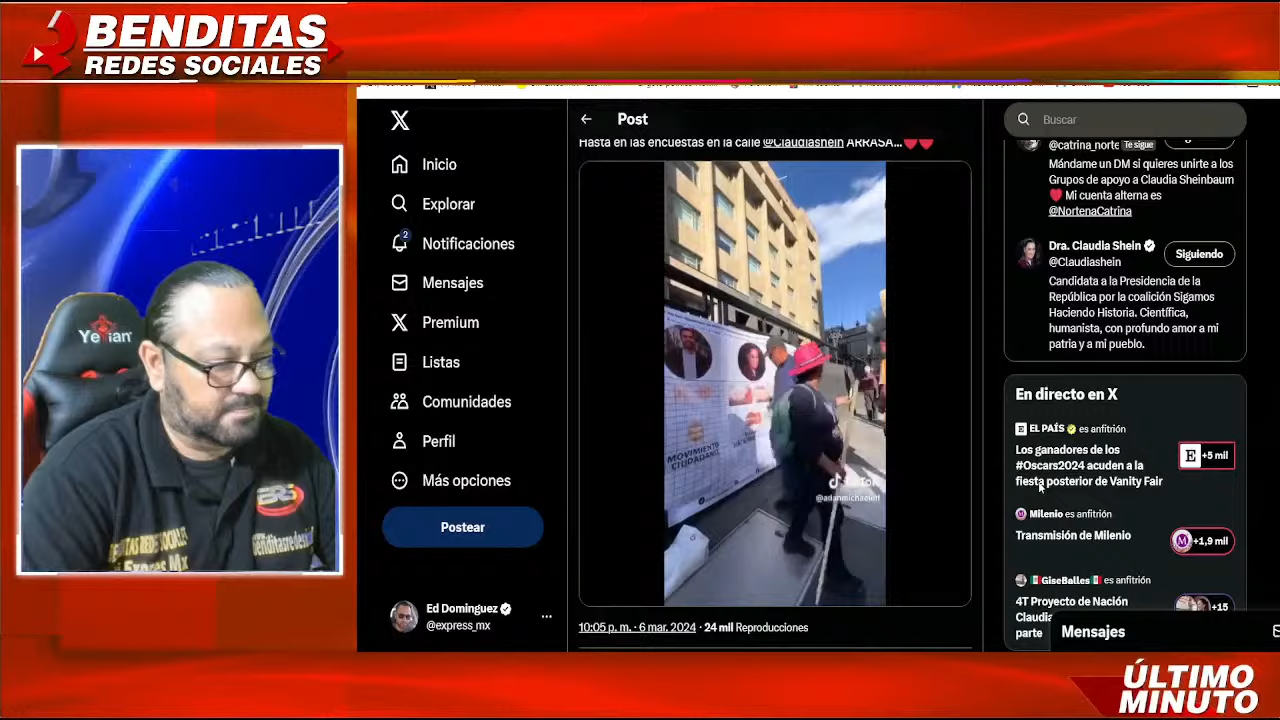 BENDITAS
REDES SOCIALES
Yeyian
X
Inicio
Explorar
2
Notificaciones
Mensajes
Premium
Listas
Comunidades
Perfil
Más opciones
Postear
Ed Dominguez
@express_mx
Post
Hasta en las encuestas en la calle @Claudiashein ARRASA...
MOVIMIENTO
CIUDADANO
@adanmichaelff
10:05 p. m. · 6 mar. 2024 · 24 mil Reproducciones
Buscar
@catrina_norte Te sigue
Mándame un DM si quieres unirte a los
Grupos de apoyo a Claudia Sheinbaum
Mi cuenta alterna es
@NortenaCatrina
Dra. Claudia Shein
@Claudiashein
Siguiendo
Candidata a la Presidencia de la
República por la coalición Sigamos
Haciendo Historia. Científica,
humanista, con profundo amor a mi
patria y a mi pueblo.
En directo en X
E EL PAÍS es anfitrión
Los ganadores de los
#Oscars2024 acuden a la
fiesta posterior de Vanity Fair
E +5 mil
Milenio es anfitrión
Transmisión de Milenio
M +1,9 mil
GiseBalles es anfitrión
4T Proyecto de Nación
Claudia
parte
+15
Mensajes
ÚLTIMO
MINUTO